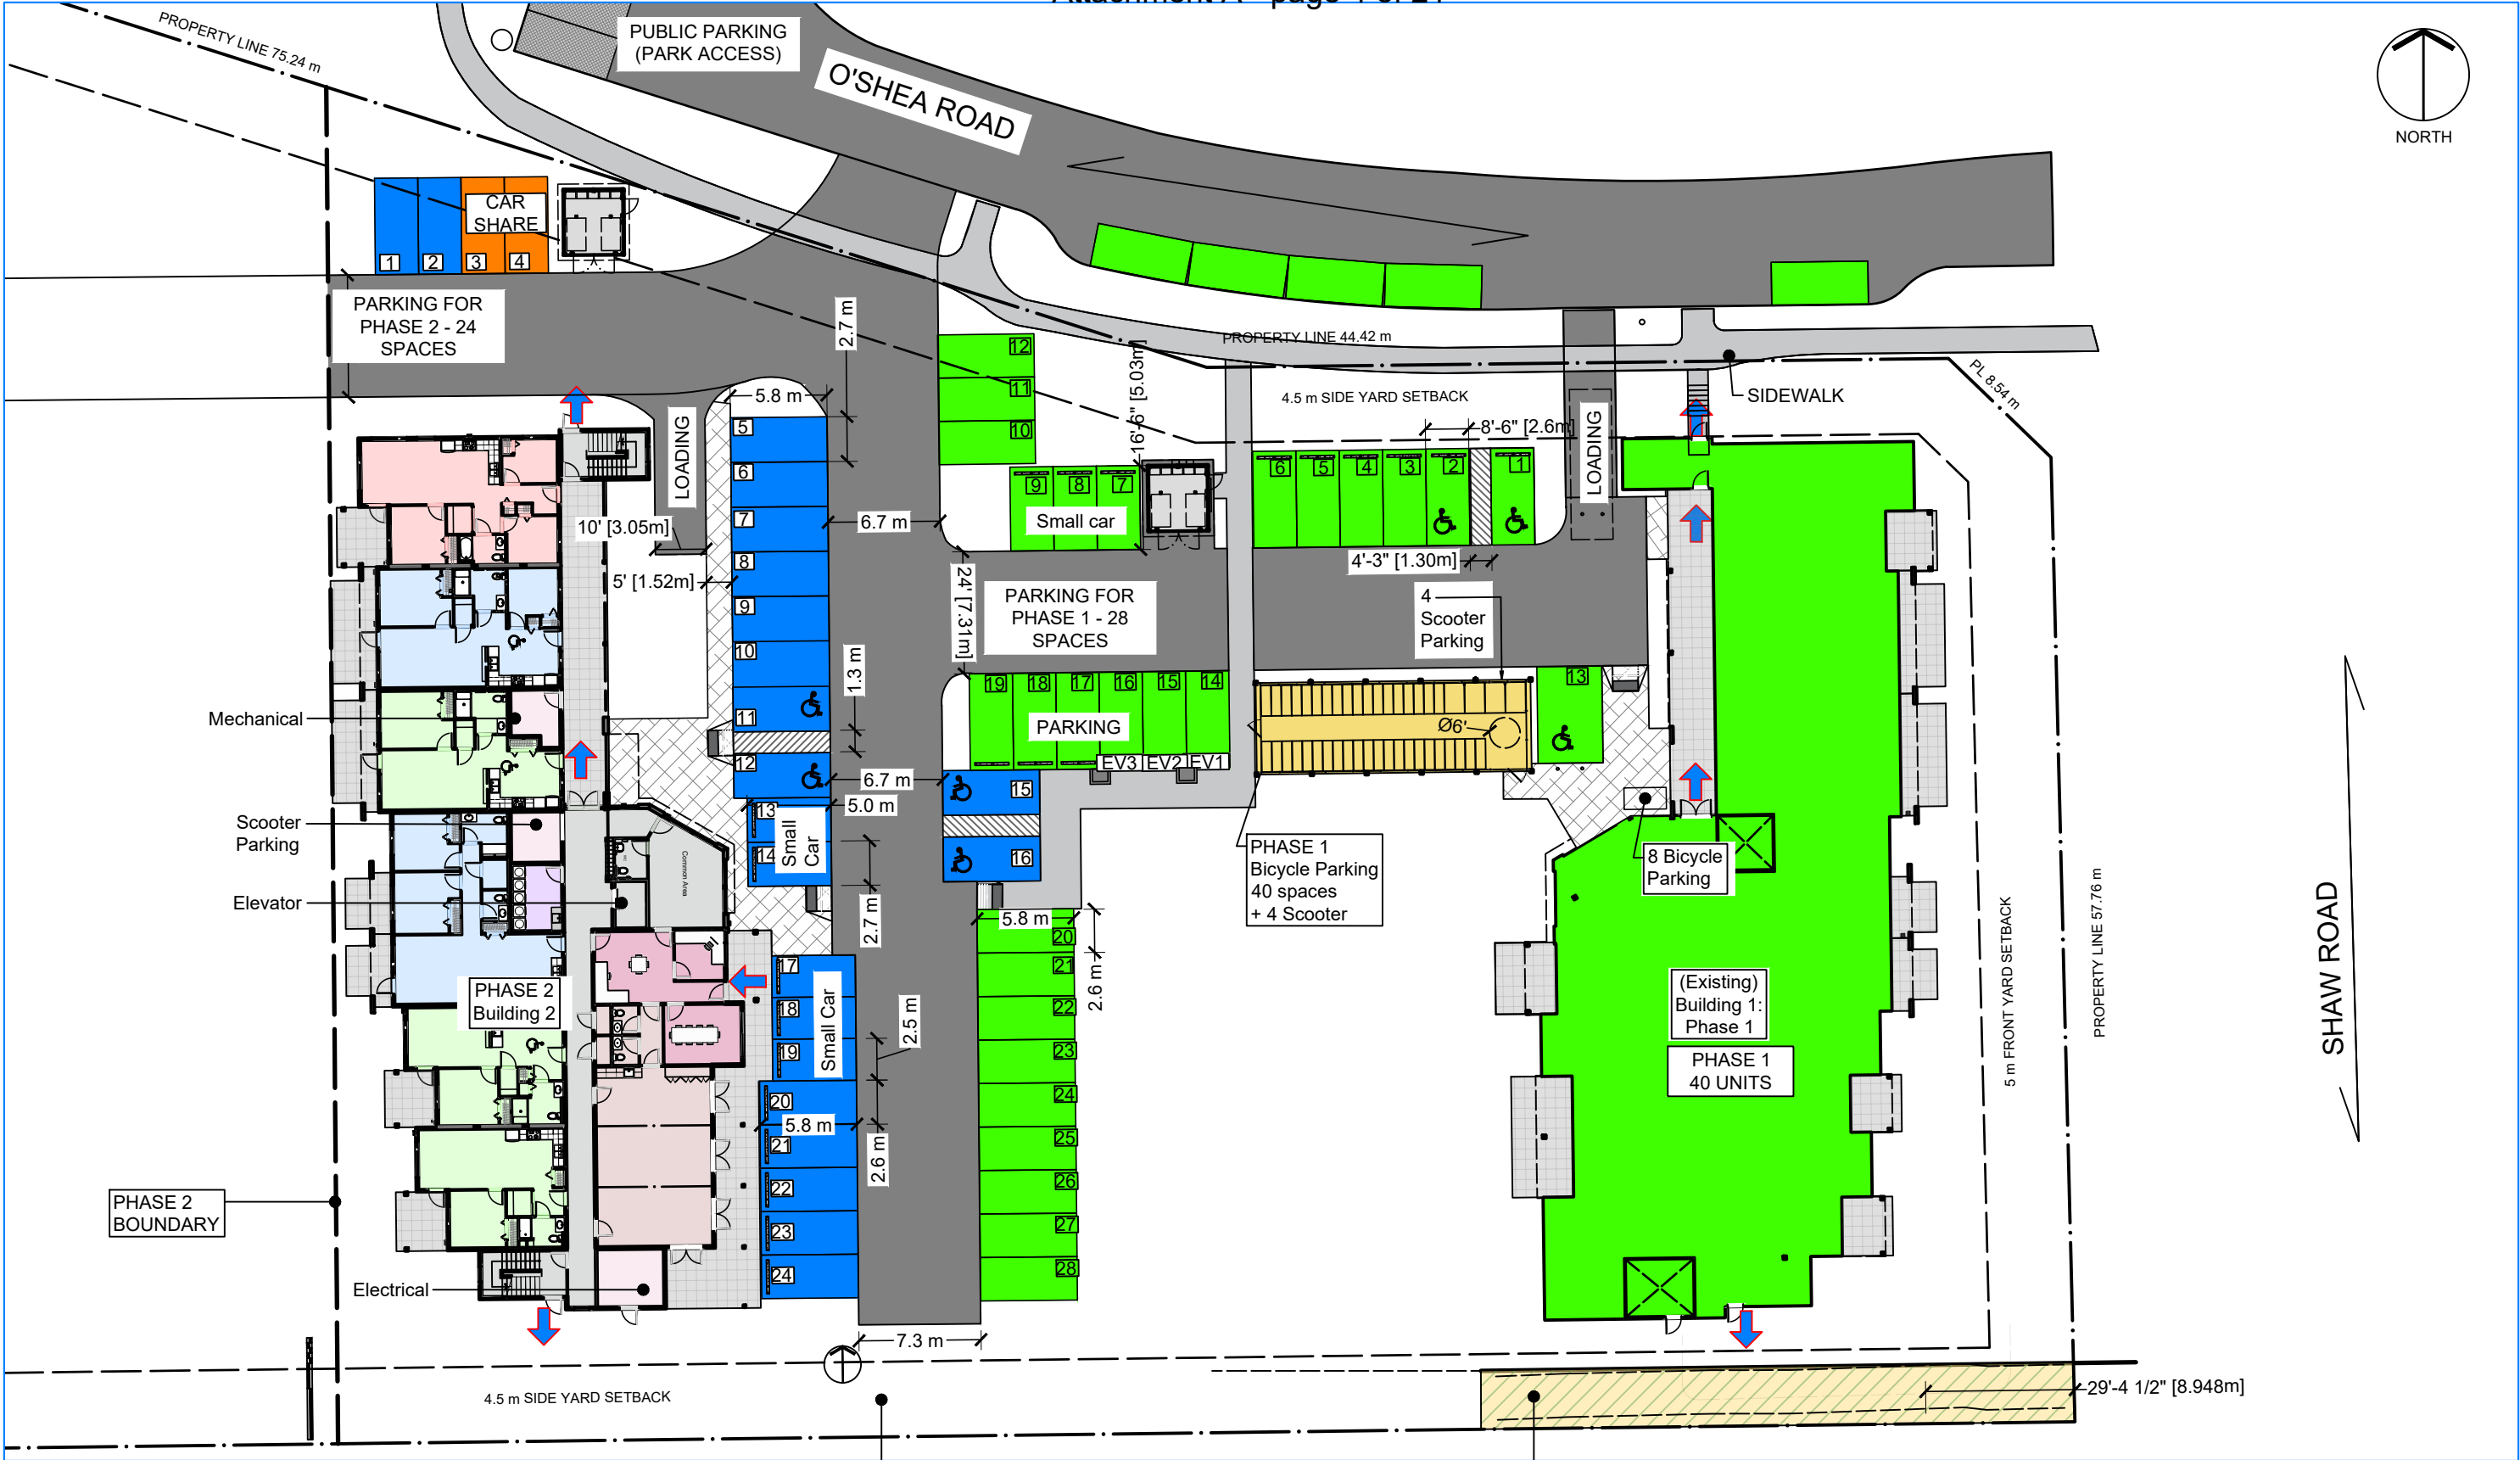 PROPERTY LINE 75.24 m
PUBLIC PARKING
(PARK ACCESS)
O'SHEA ROAD
NORTH
CAR
SHARE
1
2
3
4
PARKING FOR
PHASE 2 - 24
SPACES
2.7 m
12
11
10
16'-6" [5.03m]
PROPERTY LINE 44.42 m
4.5 m SIDE YARD SETBACK
PL 8.54 m
SIDEWALK
5.8 m
LOADING
5
6
7
8
9
10
11
12
10' [3.05m]
5' [1.52m]
6.7 m
9
8
7
Small car
6
5
4
3
2
1
8'-6" [2.6m]
LOADING
4'-3" [1.30m]
24' [7.31m]
PARKING FOR
PHASE 1 - 28
SPACES
4
Scooter
Parking
1.3 m
19
18
17
16
15
14
PARKING
EV3
EV2
EV1
Ø6'
13
Mechanical
Scooter
Parking
Elevator
Common Area
6.7 m
5.0 m
13
14
Small
Car
15
16
2.7 m
PHASE 1
Bicycle Parking
40 spaces
+ 4 Scooter
8 Bicycle
Parking
5.8 m
2.6 m
20
21
22
23
24
25
26
27
28
PHASE 2
Building 2
17
18
19
Small Car
2.5 m
20
5.8 m
21
22
23
24
2.6 m
(Existing)
Building 1:
Phase 1
PHASE 1
40 UNITS
5 m FRONT YARD SETBACK
PROPERTY LINE 57.76 m
SHAW ROAD
PHASE 2
BOUNDARY
Electrical
7.3 m
4.5 m SIDE YARD SETBACK
29'-4 1/2" [8.948m]